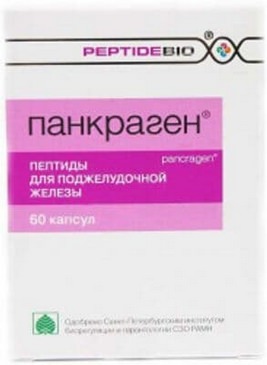 PEPTIDEBIO
ПАНКРАГЕН®
pancragen®
ПЕПТИДЫ
ДЛЯ ПОДЖЕЛУДОЧНОЙ
ЖЕЛЕЗЫ
60 капсул
Одобрено Санкт-Петербургским институтом
биорегуляции и геронтологии СЗО РАМН